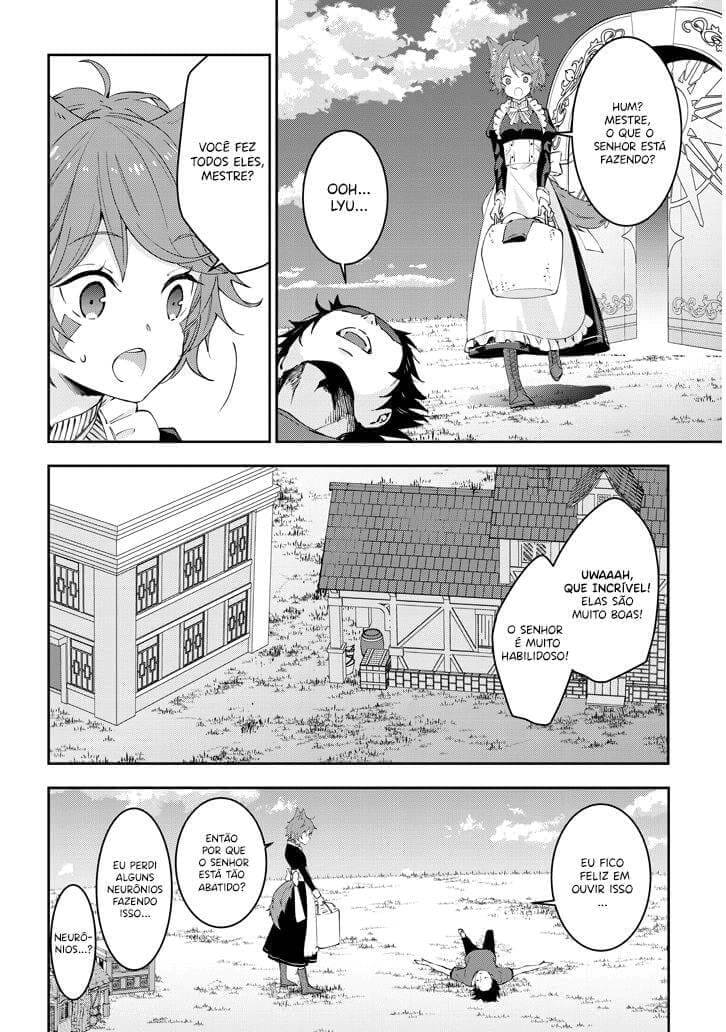 HUM?
MESTRE,
O QUE O
SENHOR ESTÁ
FAZENDO?
OOH...
LYU...
VOCÊ FEZ
TODOS ELES,
MESTRE?
UWAAAH,
QUE INCRÍVEL!
ELAS SÃO
MUITO BOAS!
O SENHOR
É MUITO
HABILIDOSO!
EU FICO
FELIZ EM
OUVIR ISSO
...
ENTÃO
POR QUE
O SENHOR
ESTÁ TÃO
ABATIDO?
EU PERDI
ALGUNS
NEURÔNIOS
FAZENDO
ISSO...
NEURÔ-
NIOS...?